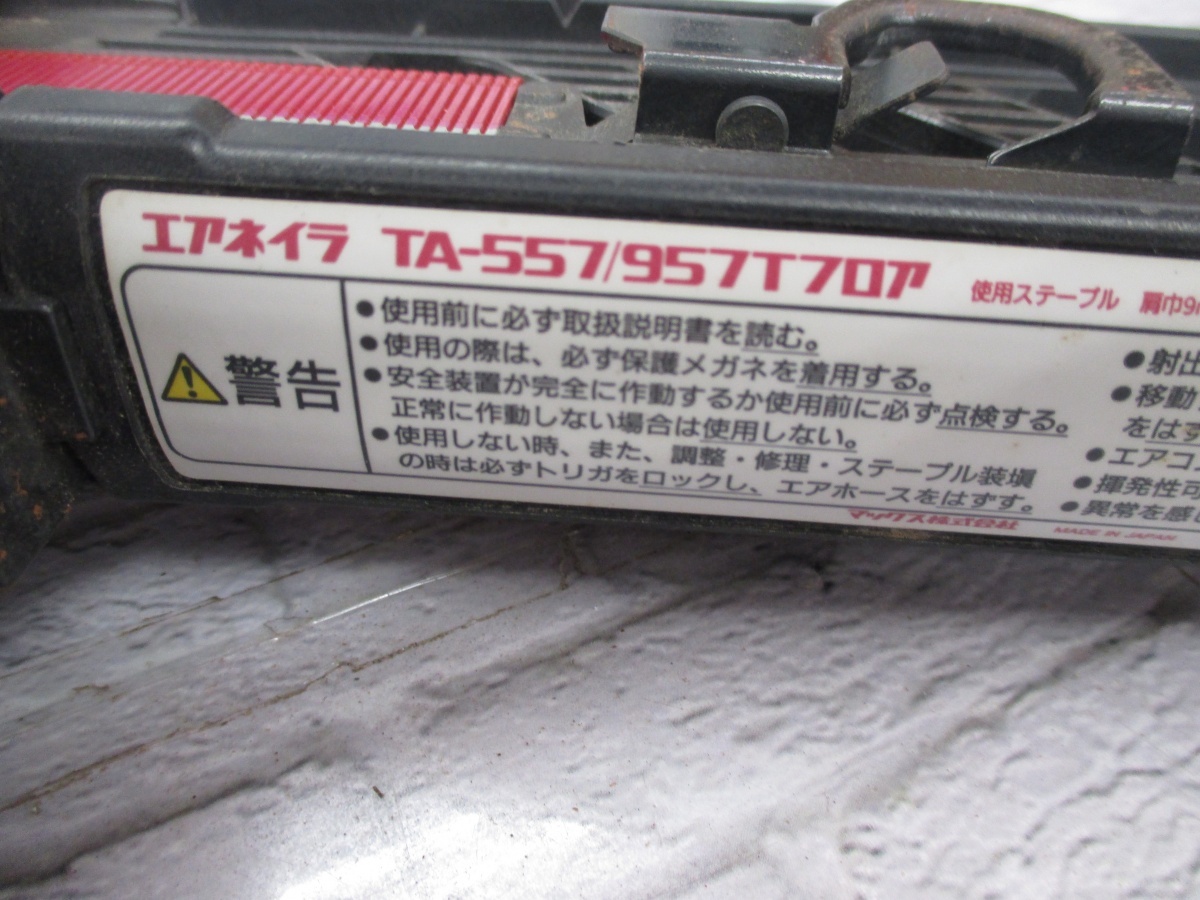 エアネイラ TA-557/957Tフロア 使用ステープル 肩巾9
警告
●使用前に必ず取扱説明書を読む。
●使用の際は、必ず保護メガネを着用する。
●安全装置が完全に作動するか使用前に必ず点検する。
正常に作動しない場合は使用しない。
●使用しない時、また、調整・修理・ステープル装塡
の時は必ずトリガをロックし、エアホースをはずす。
●射出
●移動
をはず
●エアコ
●揮発性可
●異常を感
マックス株式会社 MADE IN JAPAN